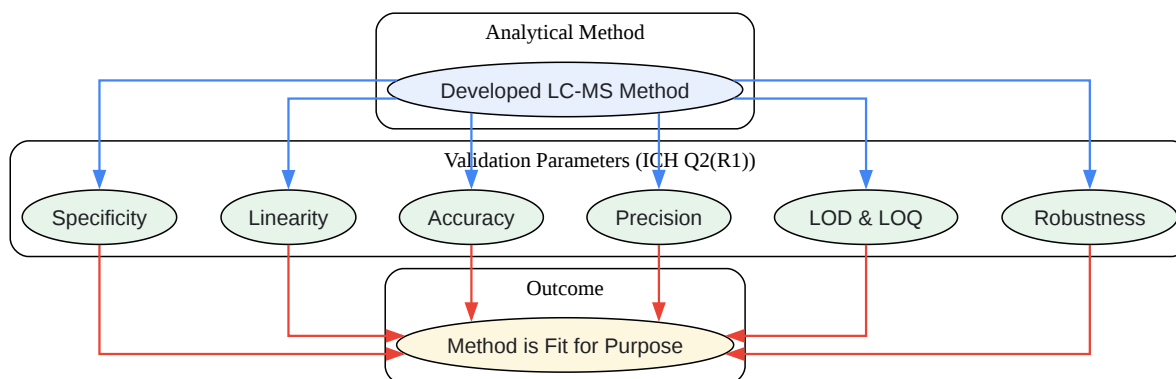 Analytical Method
Developed LC-MS Method
Validation Parameters (ICH Q2(R1))
Specificity
Linearity
Accuracy
Precision
LOD & LOQ
Robustness
Outcome
Method is Fit for Purpose